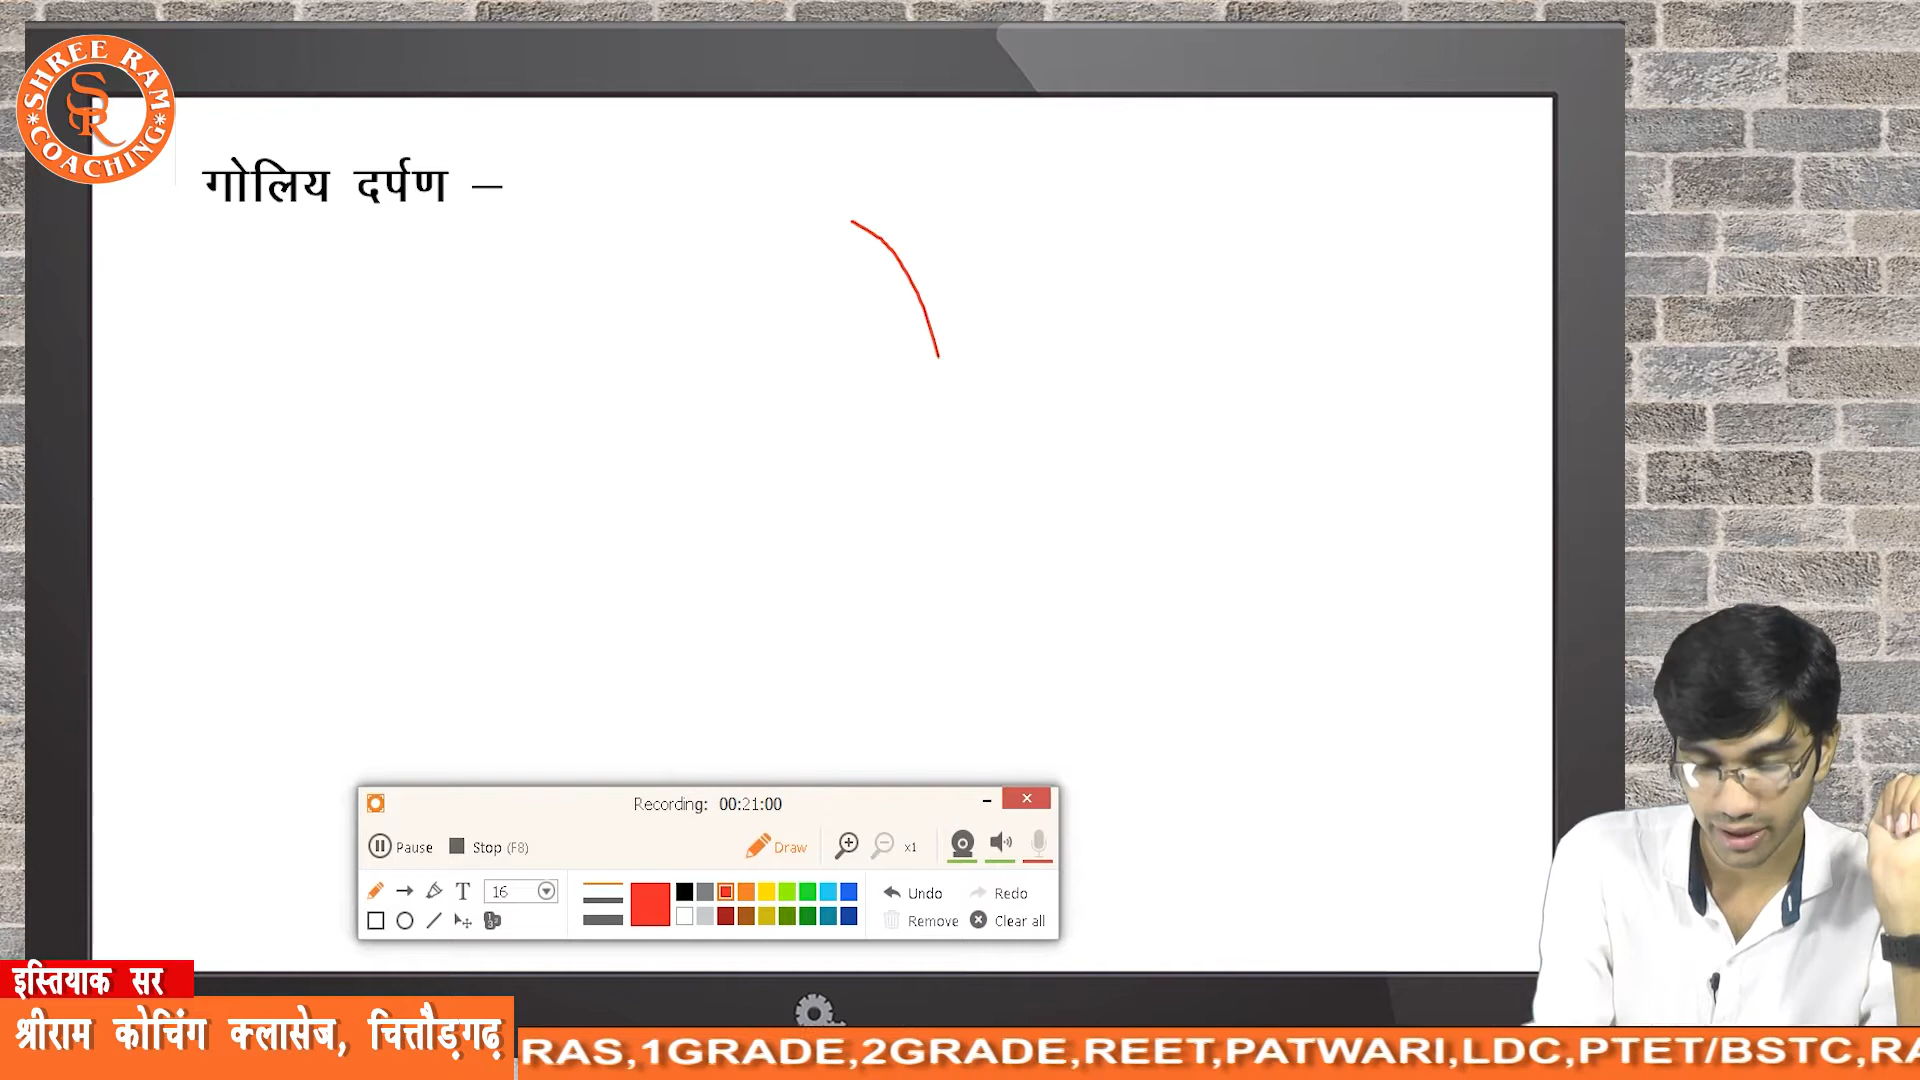 SHREE RAM
SR
COACHING
गोलिय दर्पण –
Recording: 00:21:00
Pause
Stop (F8)
Draw
x1
T
16
Undo
Redo
Remove
Clear all
इस्तियाक सर
श्रीराम कोचिंग क्लासेज, चित्तौड़गढ़
RAS,1GRADE,2GRADE,REET,PATWARI,LDC,PTET/BSTC,RA